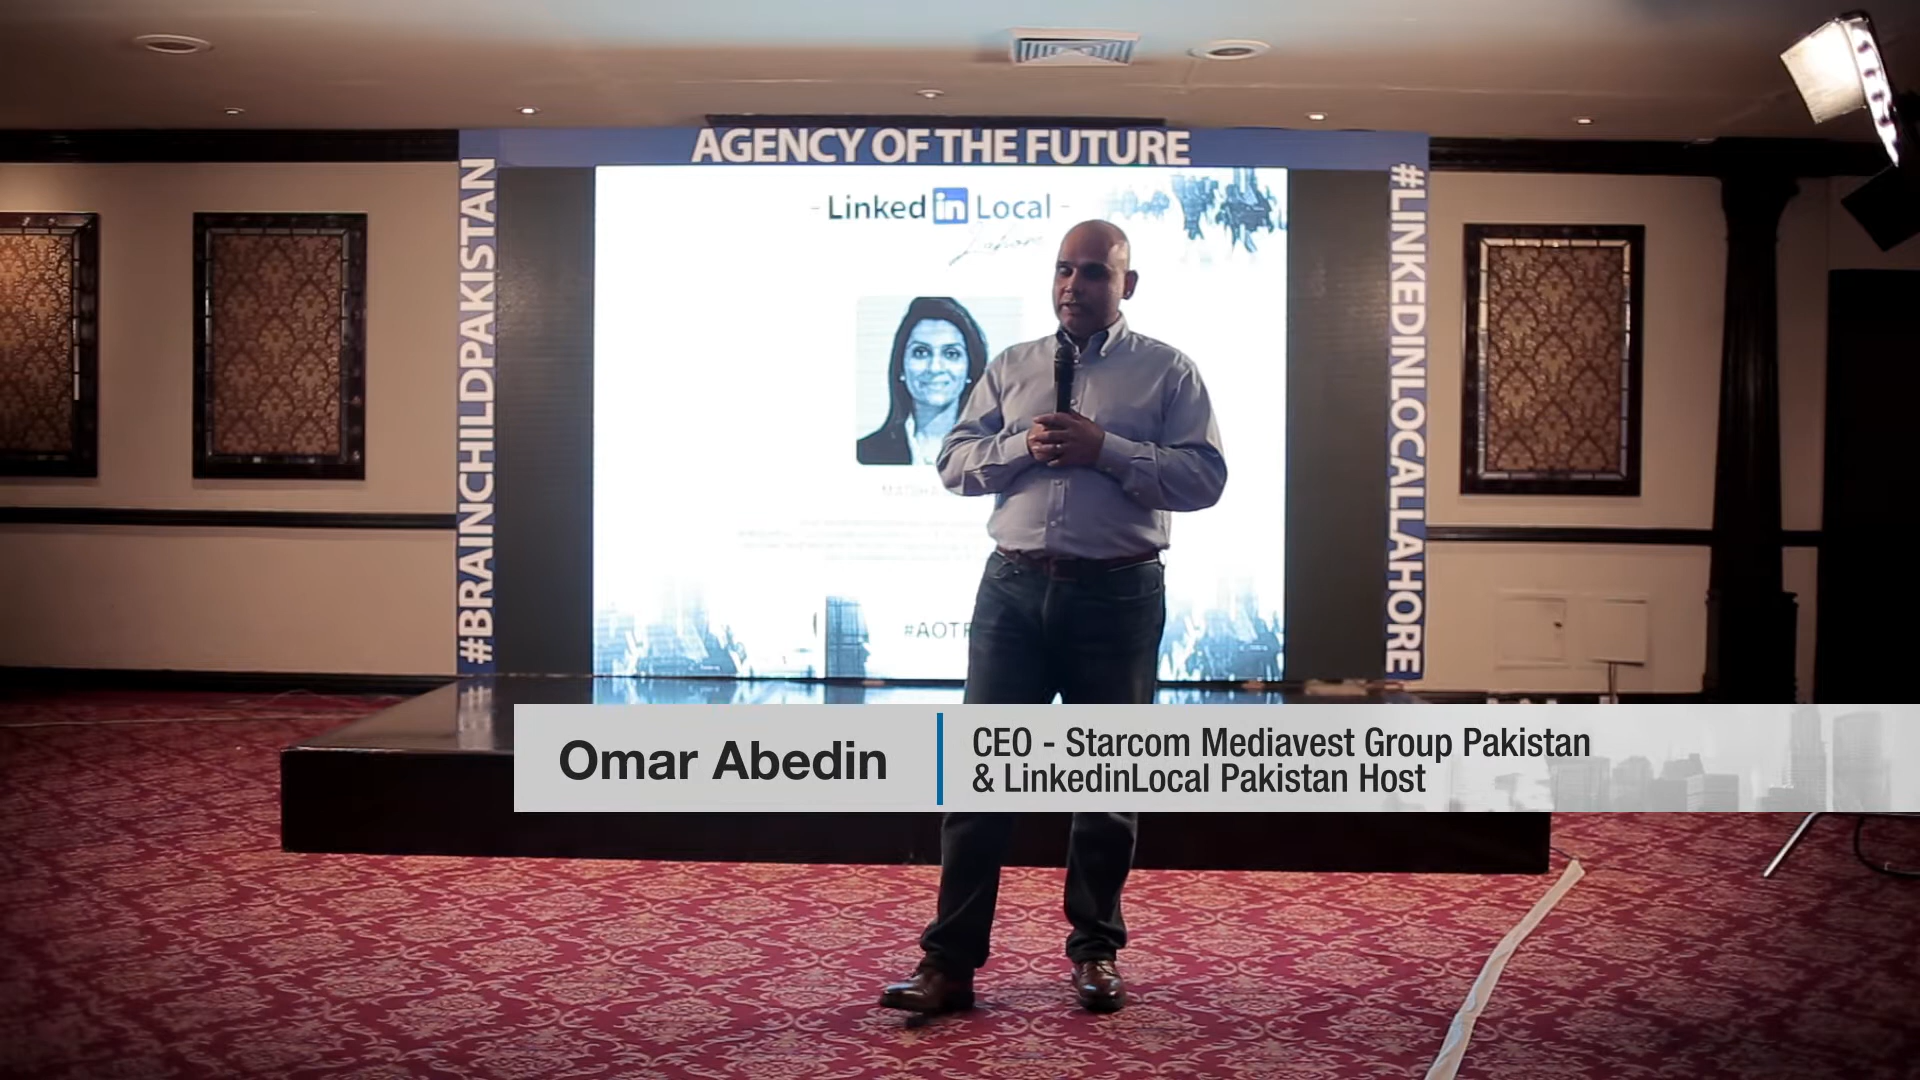 AGENCY OF THE FUTURE
#BRAINCHILDPAKISTAN
- Linked in Local -
Lahore
#LINKEDINLOCALLAHORE
Omar Abedin
CEO - Starcom Mediavest Group Pakistan
& LinkedinLocal Pakistan Host